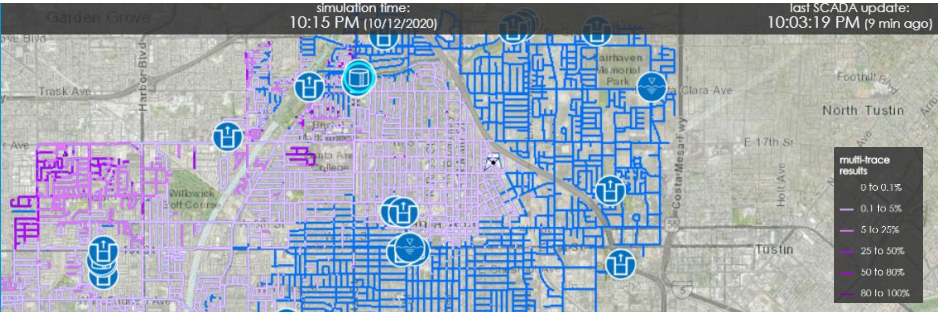 simulation time:
10:15 PM (10/12/2020)
last SCADA update:
10:03:19 PM (9 min ago)
Garden Grove
Harbor Blvd
Trask Ave
Fairhaven
Memorial
Park
Clara Ave
Foothill
North Tustin
E 17th St
Costa Mesa Fwy
Holt Ave
College
Willowick
Golf Course
Tustin
5
multi-trace
results
0 to 0.1%
0.1 to 5%
5 to 25%
25 to 50%
50 to 80%
80 to 100%